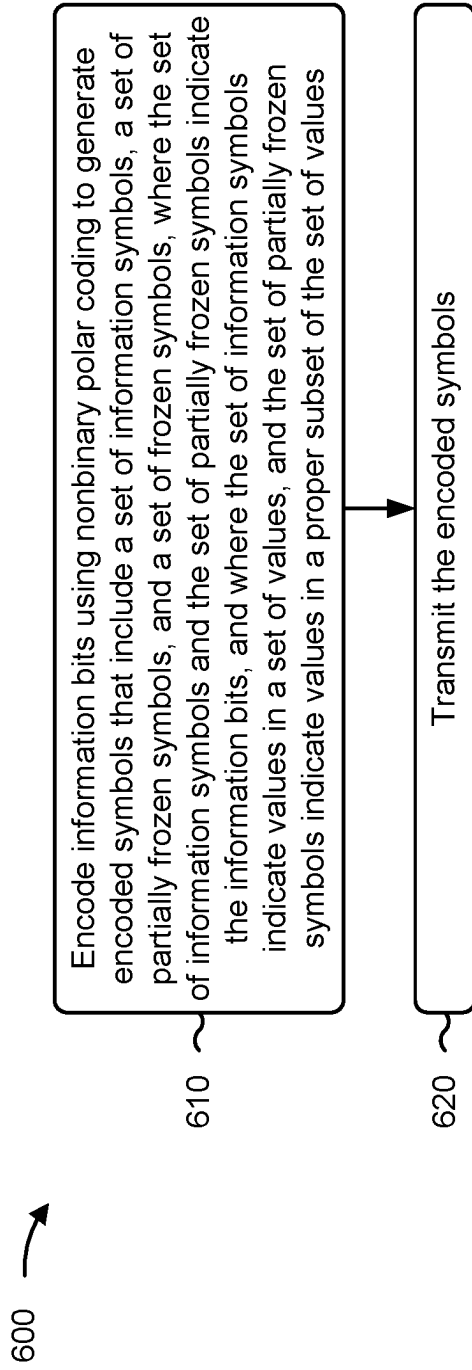 600
610
Encode information bits using nonbinary polar coding to generate
encoded symbols that include a set of information symbols, a set of
partially frozen symbols, and a set of frozen symbols, where the set
of information symbols and the set of partially frozen symbols indicate
the information bits, and where the set of information symbols
indicate values in a set of values, and the set of partially frozen
symbols indicate values in a proper subset of the set of values
620
Transmit the encoded symbols